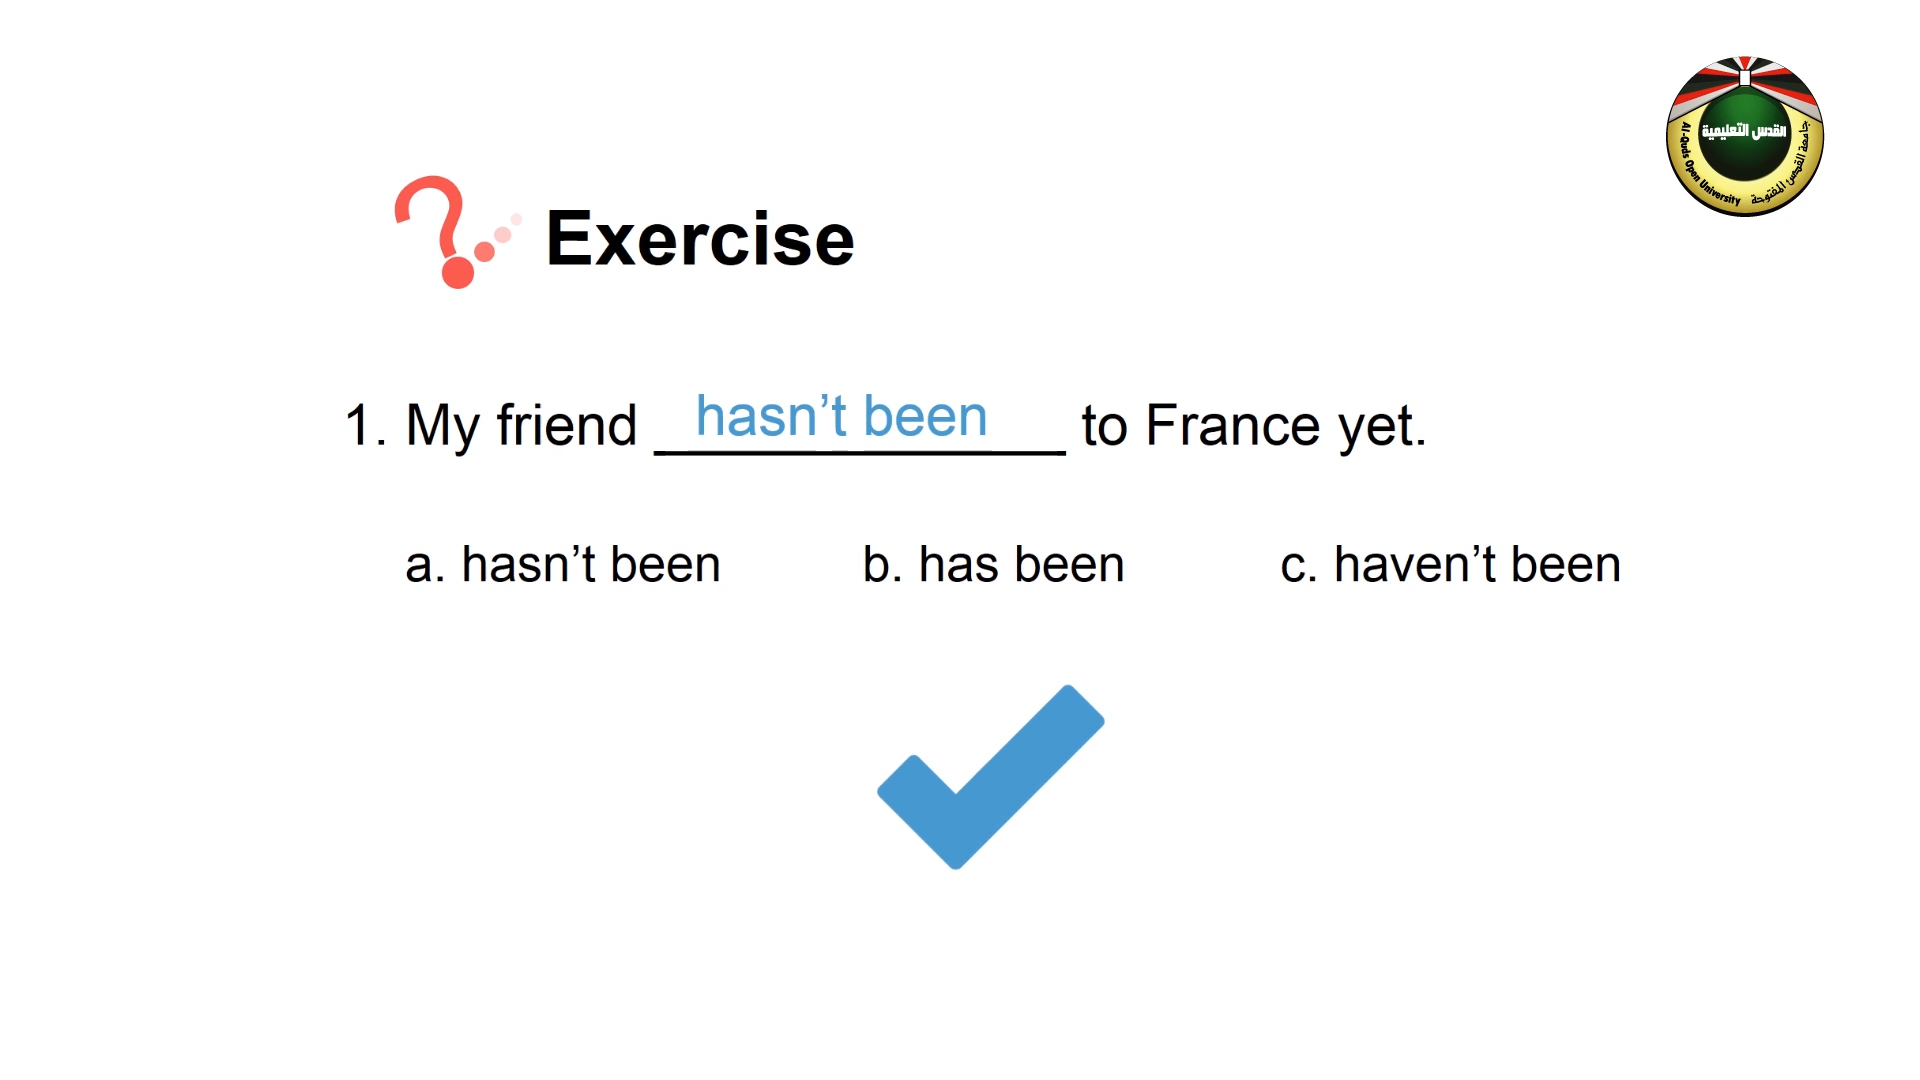 القدس التعليمية
جامعة القدس المفتوحة
Al-Quds Open University
Exercise
1. My friend hasn’t been to France yet.
a. hasn’t been b. has been c. haven’t been